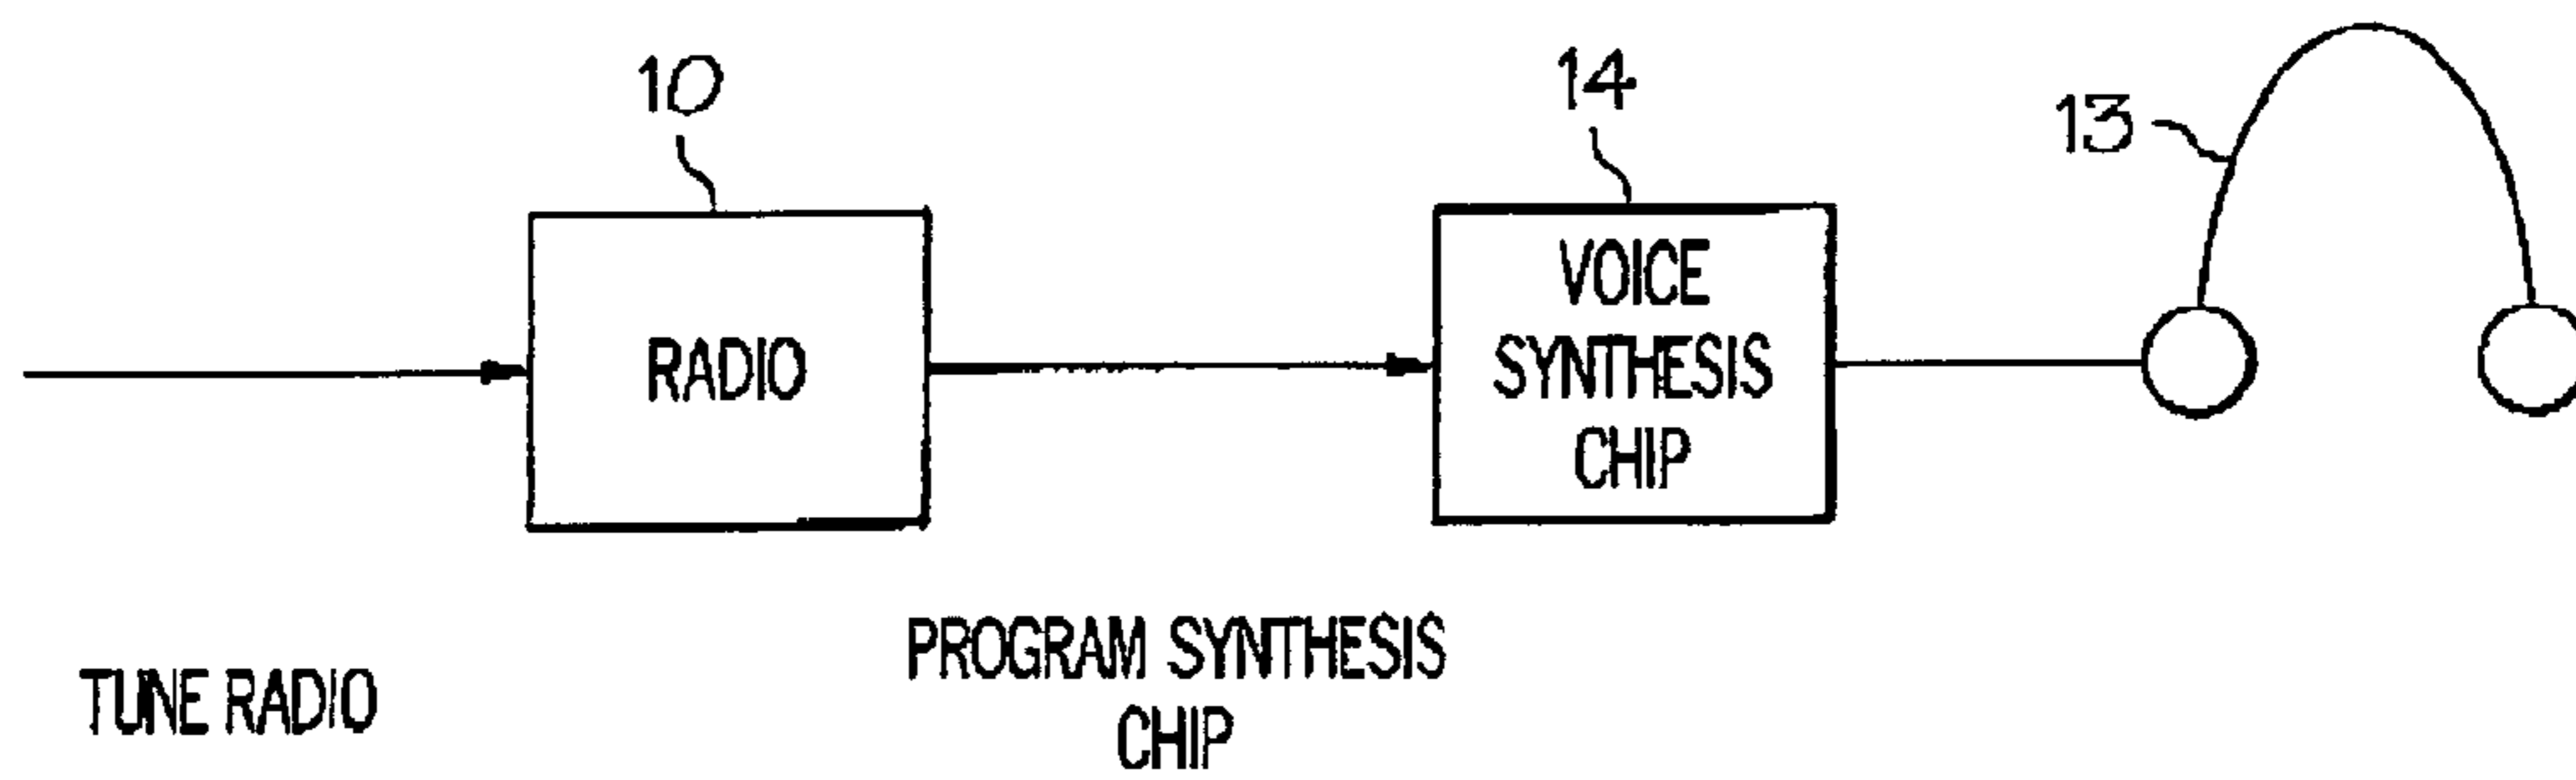 10
14
13
RADIO
VOICE
SYNTHESIS
CHIP
TUNE RADIO
PROGRAM SYNTHESIS
CHIP